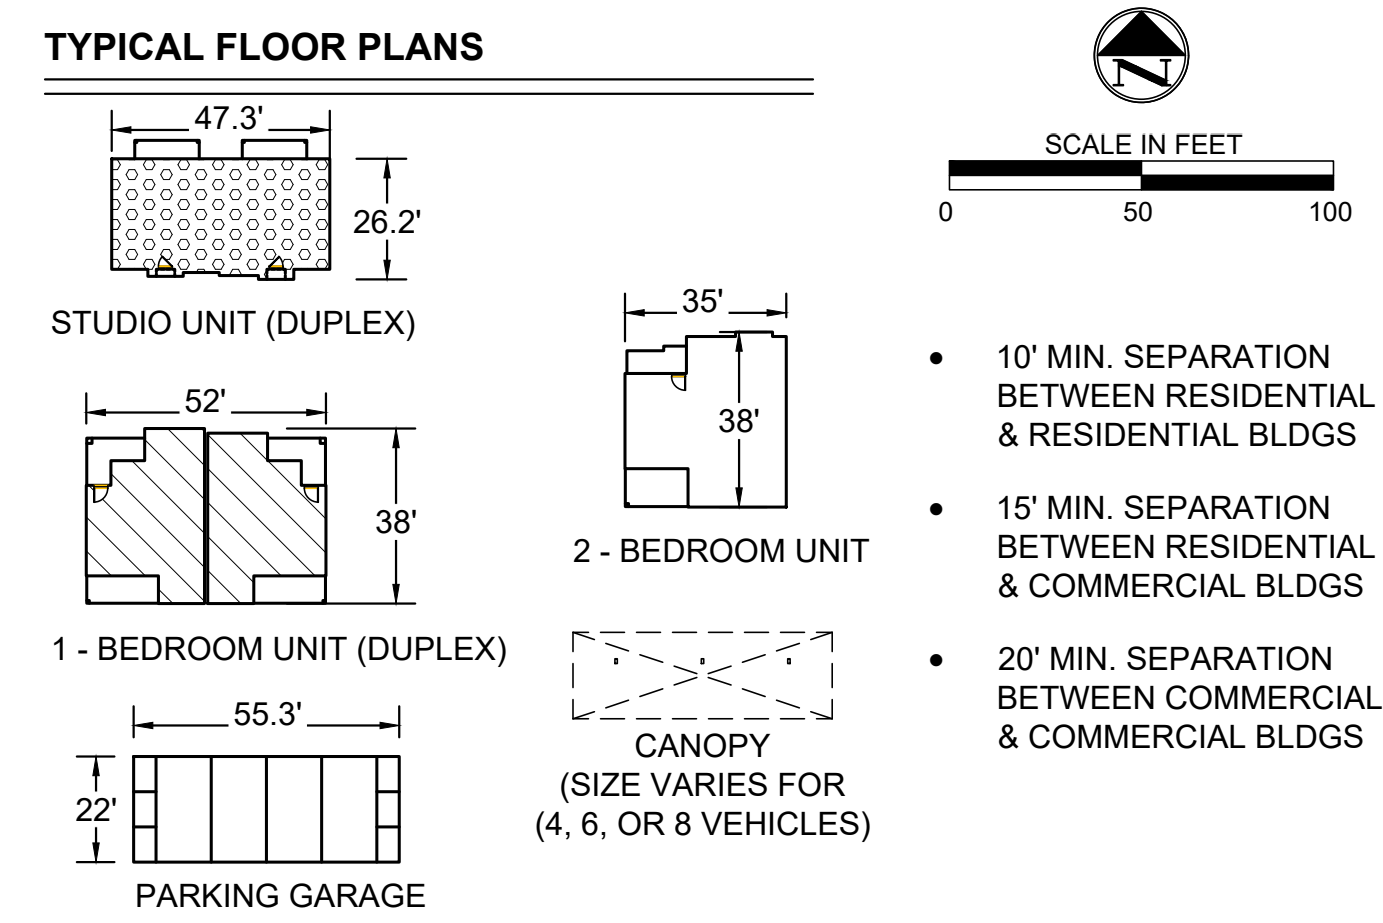 TYPICAL FLOOR PLANS
47.3'
26.2'
STUDIO UNIT (DUPLEX)
52'
38'
1 - BEDROOM UNIT (DUPLEX)
55.3'
22'
PARKING GARAGE
35'
38'
2 - BEDROOM UNIT
CANOPY
(SIZE VARIES FOR
(4, 6, OR 8 VEHICLES)
N
SCALE IN FEET
0 50 100
• 10' MIN. SEPARATION
BETWEEN RESIDENTIAL
& RESIDENTIAL BLDGS
• 15' MIN. SEPARATION
BETWEEN RESIDENTIAL
& COMMERCIAL BLDGS
• 20' MIN. SEPARATION
BETWEEN COMMERCIAL
& COMMERCIAL BLDGS